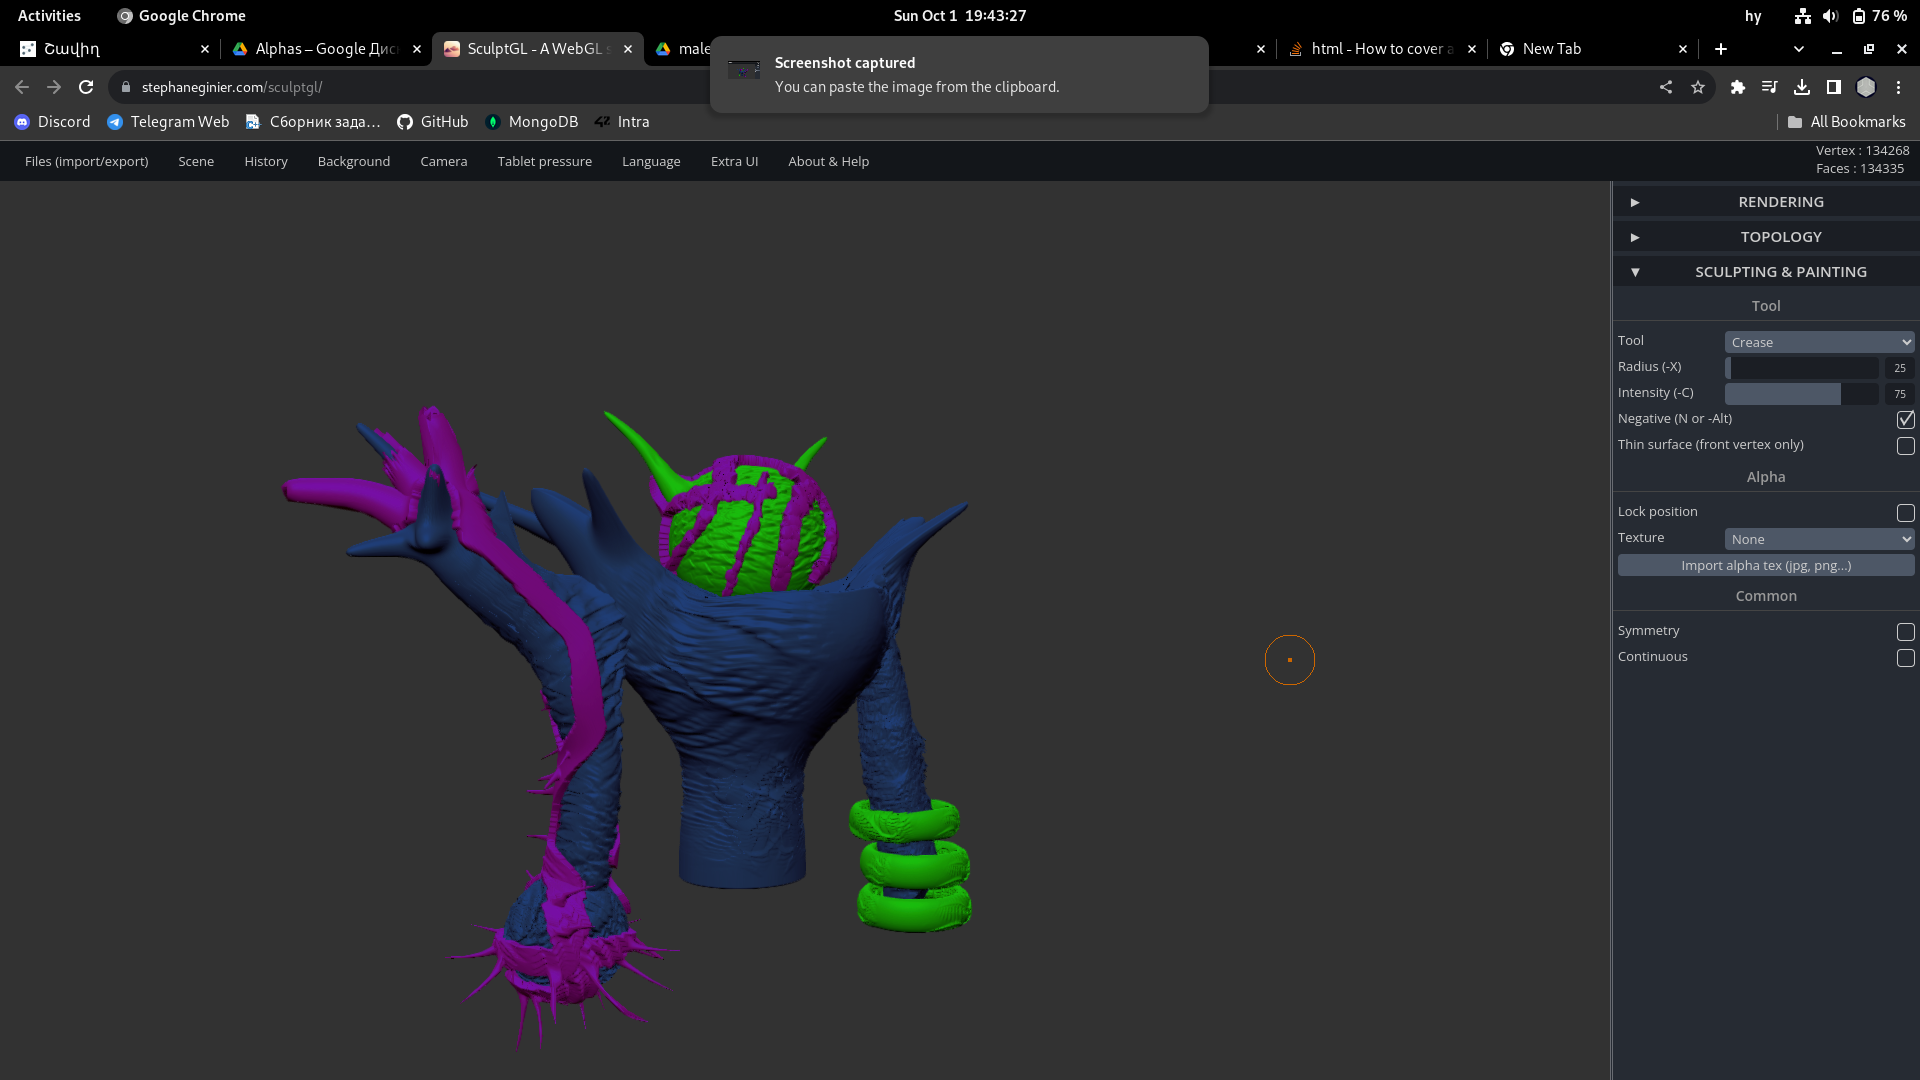 Activities
Google Chrome
Sun Oct 1 19:43:27
hy
76 %
Շավիղ
Alphas – Google Дис
SculptGL - A WebGL s
male
html - How to cover a
New Tab
Screenshot captured
You can paste the image from the clipboard.
stephaneginier.com/sculptgl/
Discord
Telegram Web
Сборник зада...
GitHub
MongoDB
Intra
All Bookmarks
Files (import/export)
Scene
History
Background
Camera
Tablet pressure
Language
Extra UI
About & Help
Vertex : 134268
Faces : 134335
RENDERING
TOPOLOGY
SCULPTING & PAINTING
Tool
Tool
Crease
Radius (-X)
25
Intensity (-C)
75
Negative (N or -Alt)
Thin surface (front vertex only)
Alpha
Lock position
Texture
None
Import alpha tex (jpg, png...)
Common
Symmetry
Continuous